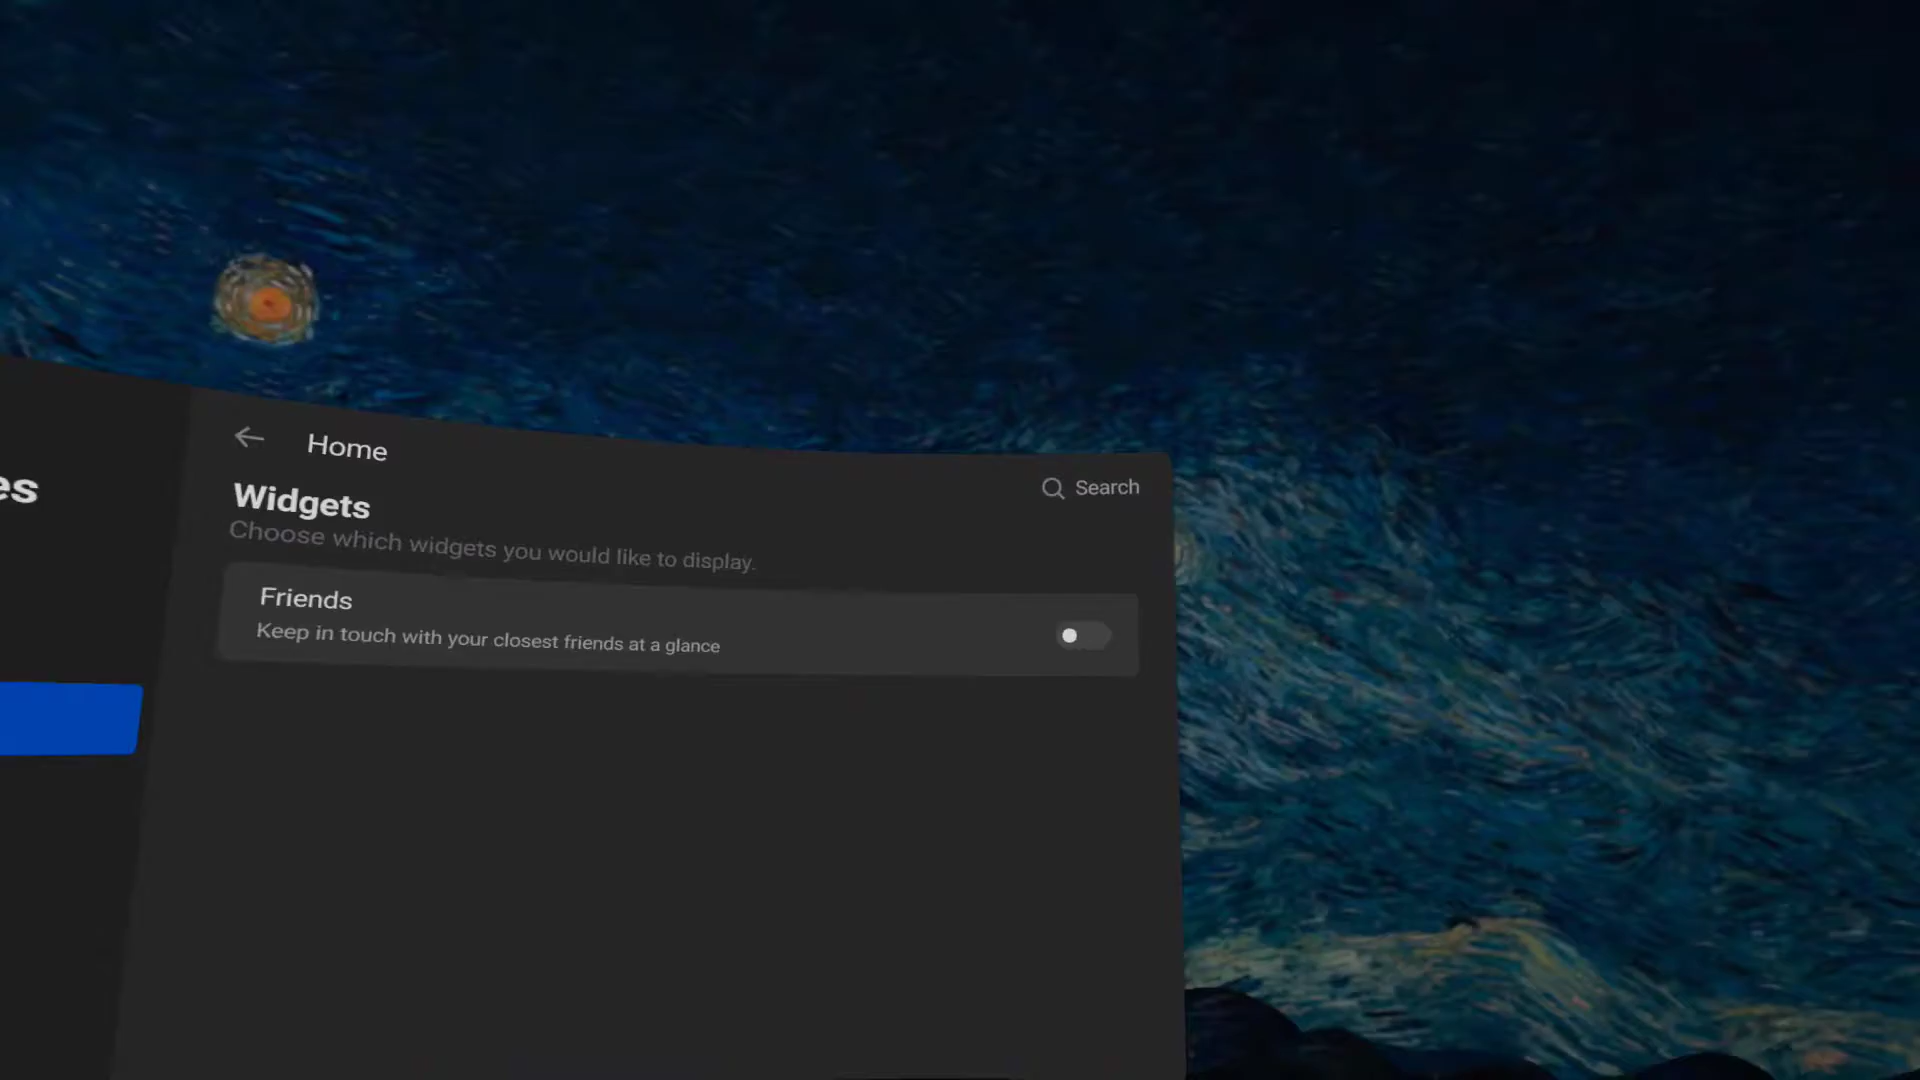 es
Home
Search
Widgets
Choose which widgets you would like to display.
Friends
Keep in touch with your closest friends at a glance